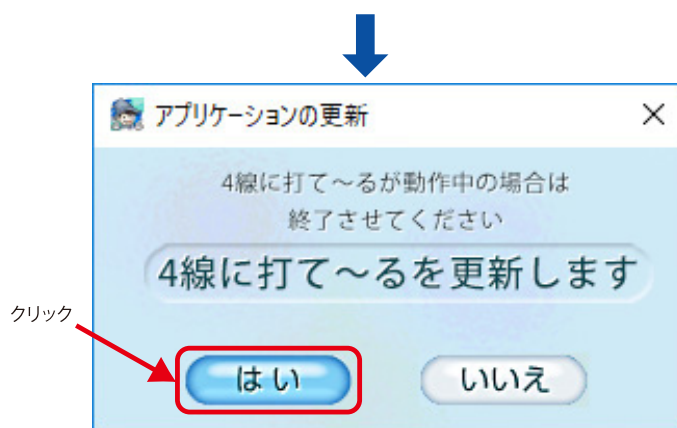 アプリケーションの更新
4線に打て～るが動作中の場合は
終了させてください
4線に打て～るを更新します
クリック
はい
いいえ